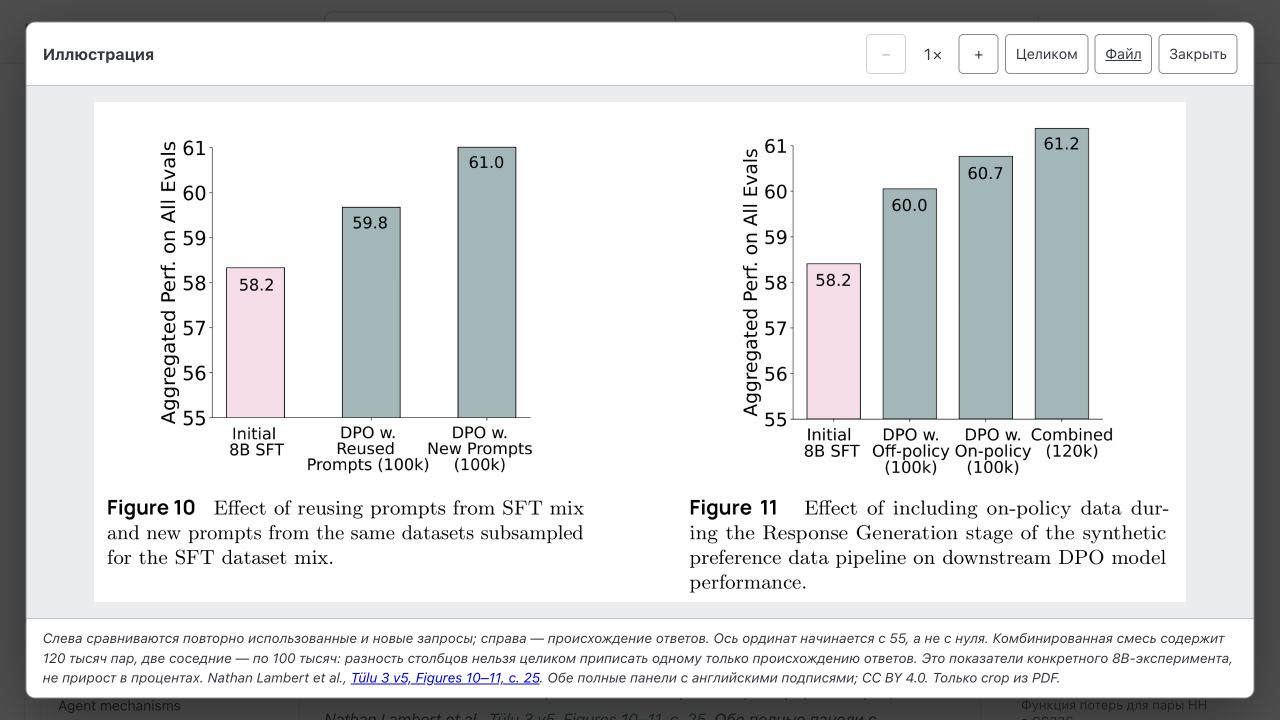 Иллюстрация
−
1×
+
Целиком
Файл
Закрыть
Aggregated Perf. on All Evals
61
60
59
58
57
56
55
58.2
59.8
61.0
Initial
8B SFT
DPO w.
Reused
Prompts (100k)
DPO w.
New Prompts
(100k)
Figure 10 Effect of reusing prompts from SFT mix
and new prompts from the same datasets subsampled
for the SFT dataset mix.
Aggregated Perf. on All Evals
61
60
59
58
57
56
55
58.2
60.0
60.7
61.2
Initial
8B SFT
DPO w.
Off-policy
(100k)
DPO w.
On-policy
(100k)
Combined
(120k)
Figure 11 Effect of including on-policy data dur-
ing the Response Generation stage of the synthetic
preference data pipeline on downstream DPO model
performance.
Слева сравниваются повторно использованные и новые запросы; справа — происхождение ответов. Ось ординат начинается с 55, а не с нуля. Комбинированная смесь содержит
120 тысяч пар, две соседние — по 100 тысяч: разность столбцов нельзя целиком приписать одному только происхождению ответов. Это показатели конкретного 8B-эксперимента,
не прирост в процентах. Nathan Lambert et al., Tülu 3 v5, Figures 10–11, с. 25. Обе полные панели с английскими подписями; CC BY 4.0. Только crop из PDF.
Agent mechanisms
Функция потерь для пары НН